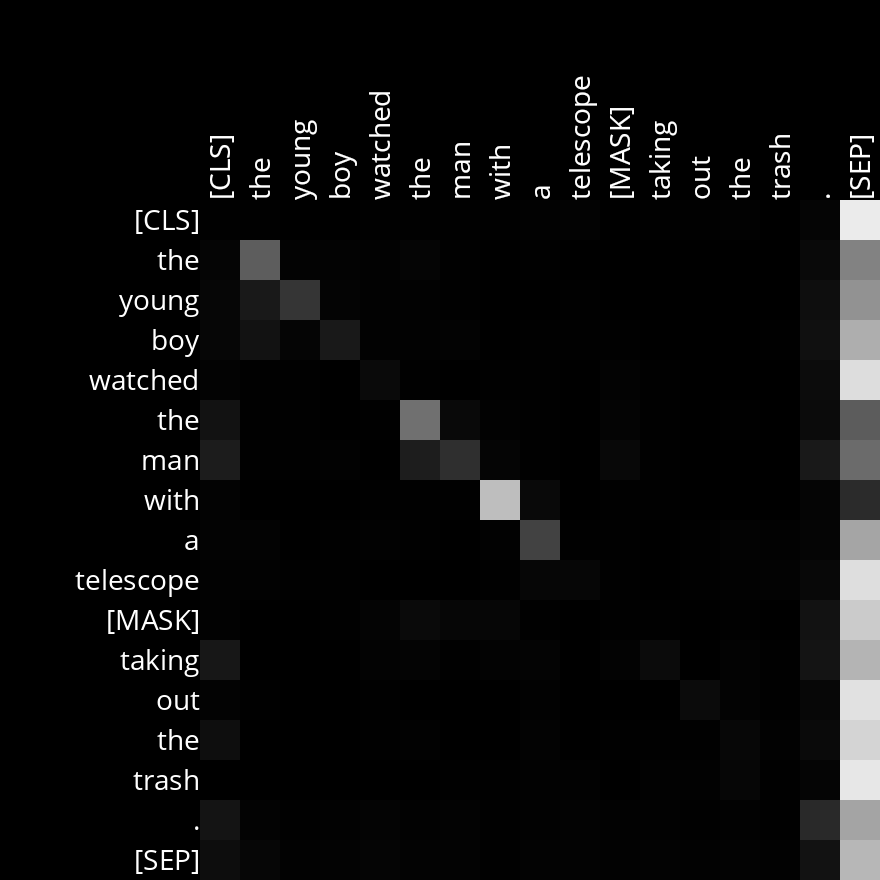 [CLS]
the
young
boy
watched
the
man
with
a
telescope
[MASK]
taking
out
the
trash
.
[SEP]
[CLS]
the
young
boy
watched
the
man
with
a
telescope
[MASK]
taking
out
the
trash
.
[SEP]